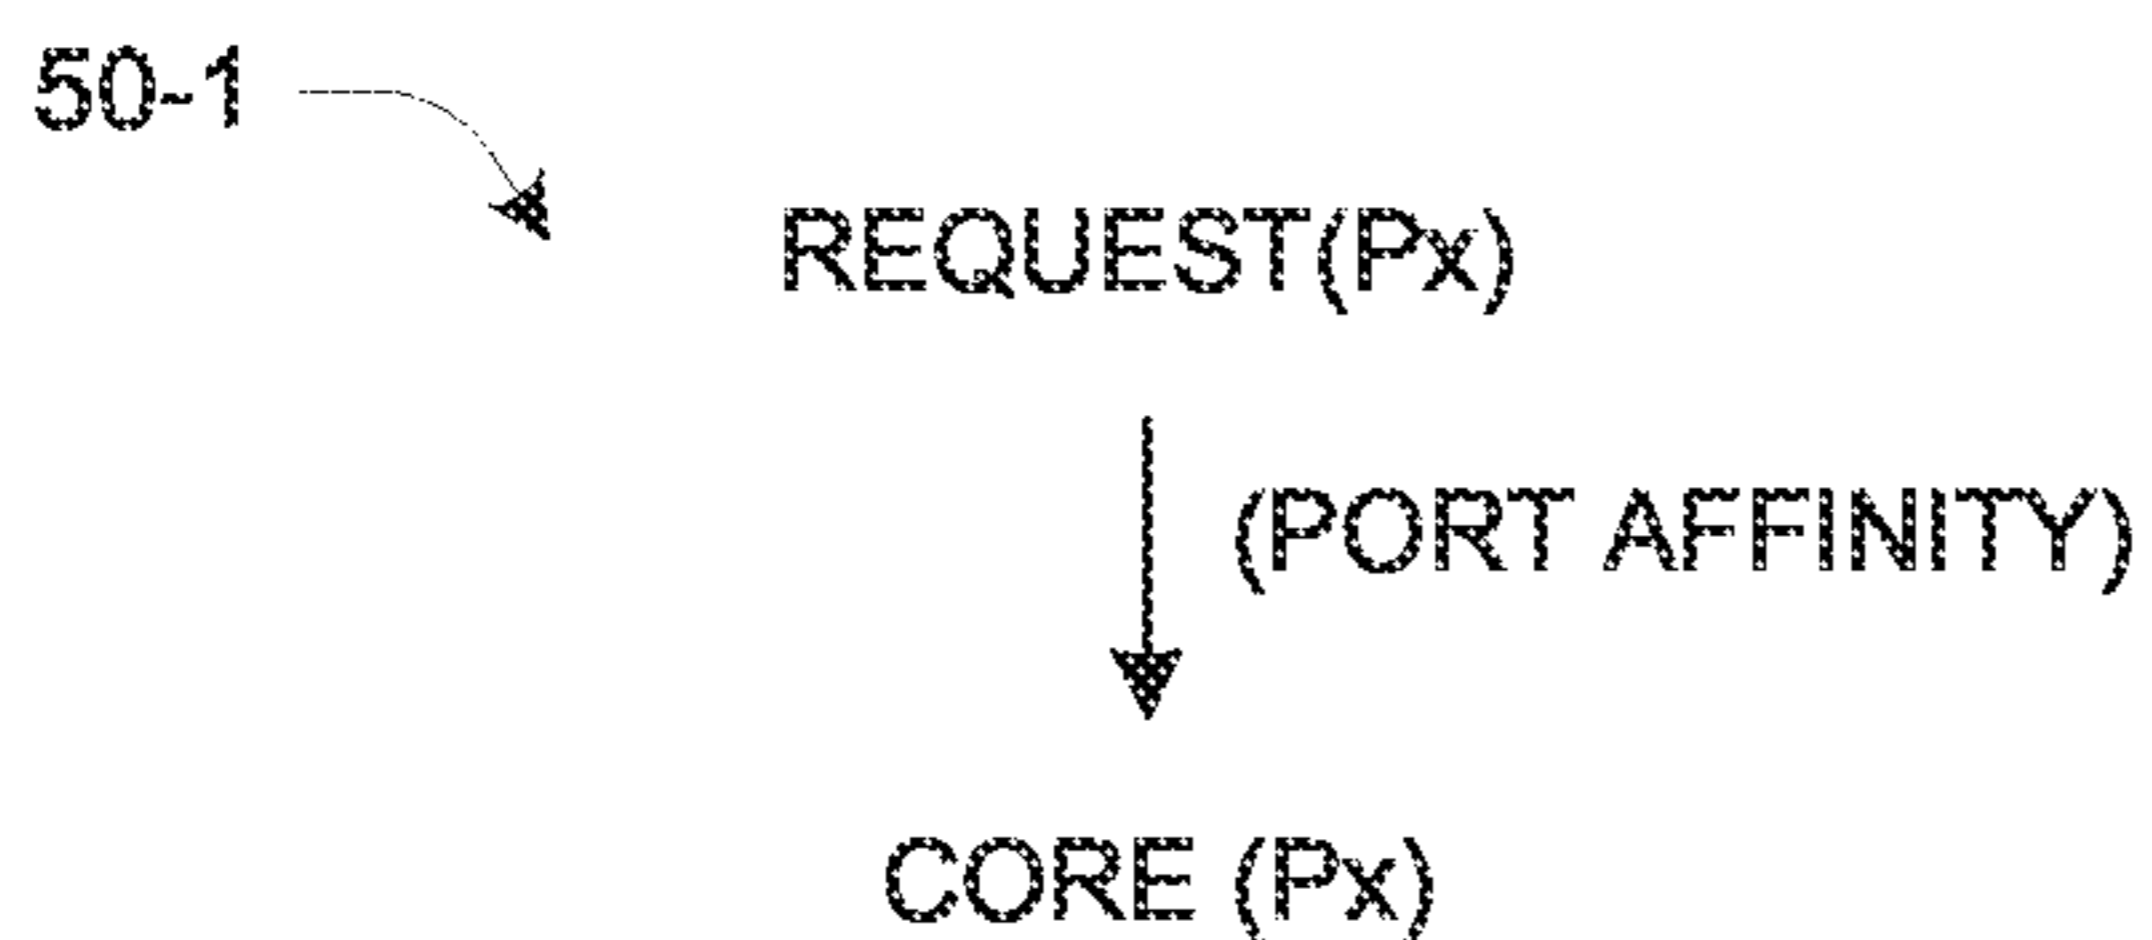 50-1
REQUEST(Px)
(PORT AFFINITY)
CORE (Px)